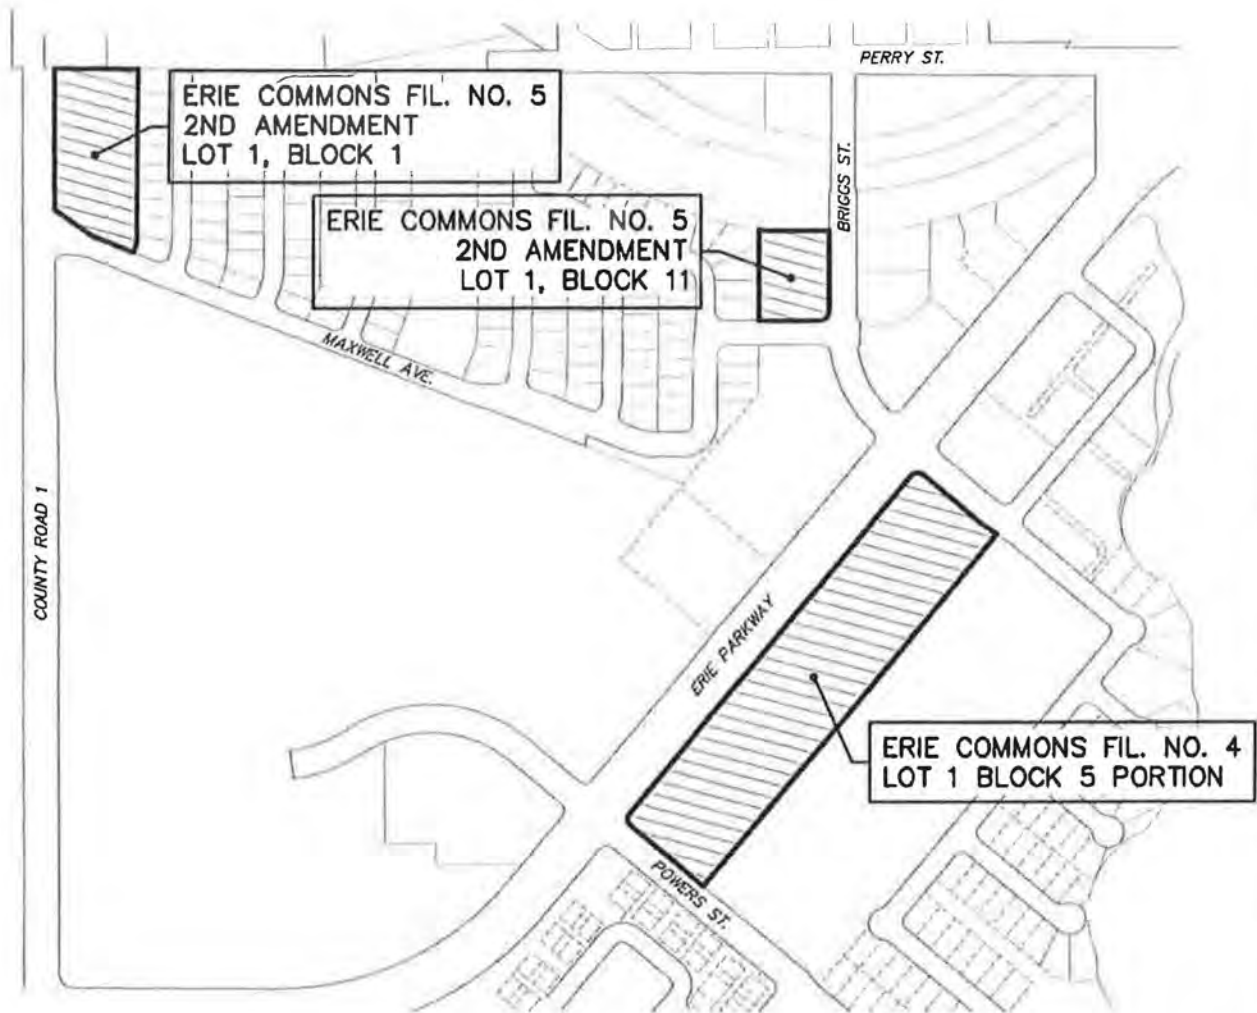 PERRY ST.
ERIE COMMONS FIL. NO. 5
2ND AMENDMENT
LOT 1, BLOCK 1
BRIGGS ST.
ERIE COMMONS FIL. NO. 5
2ND AMENDMENT
LOT 1, BLOCK 11
MAXWELL AVE.
COUNTY ROAD 1
ERIE PARKWAY
ERIE COMMONS FIL. NO. 4
LOT 1 BLOCK 5 PORTION
POWERS ST.